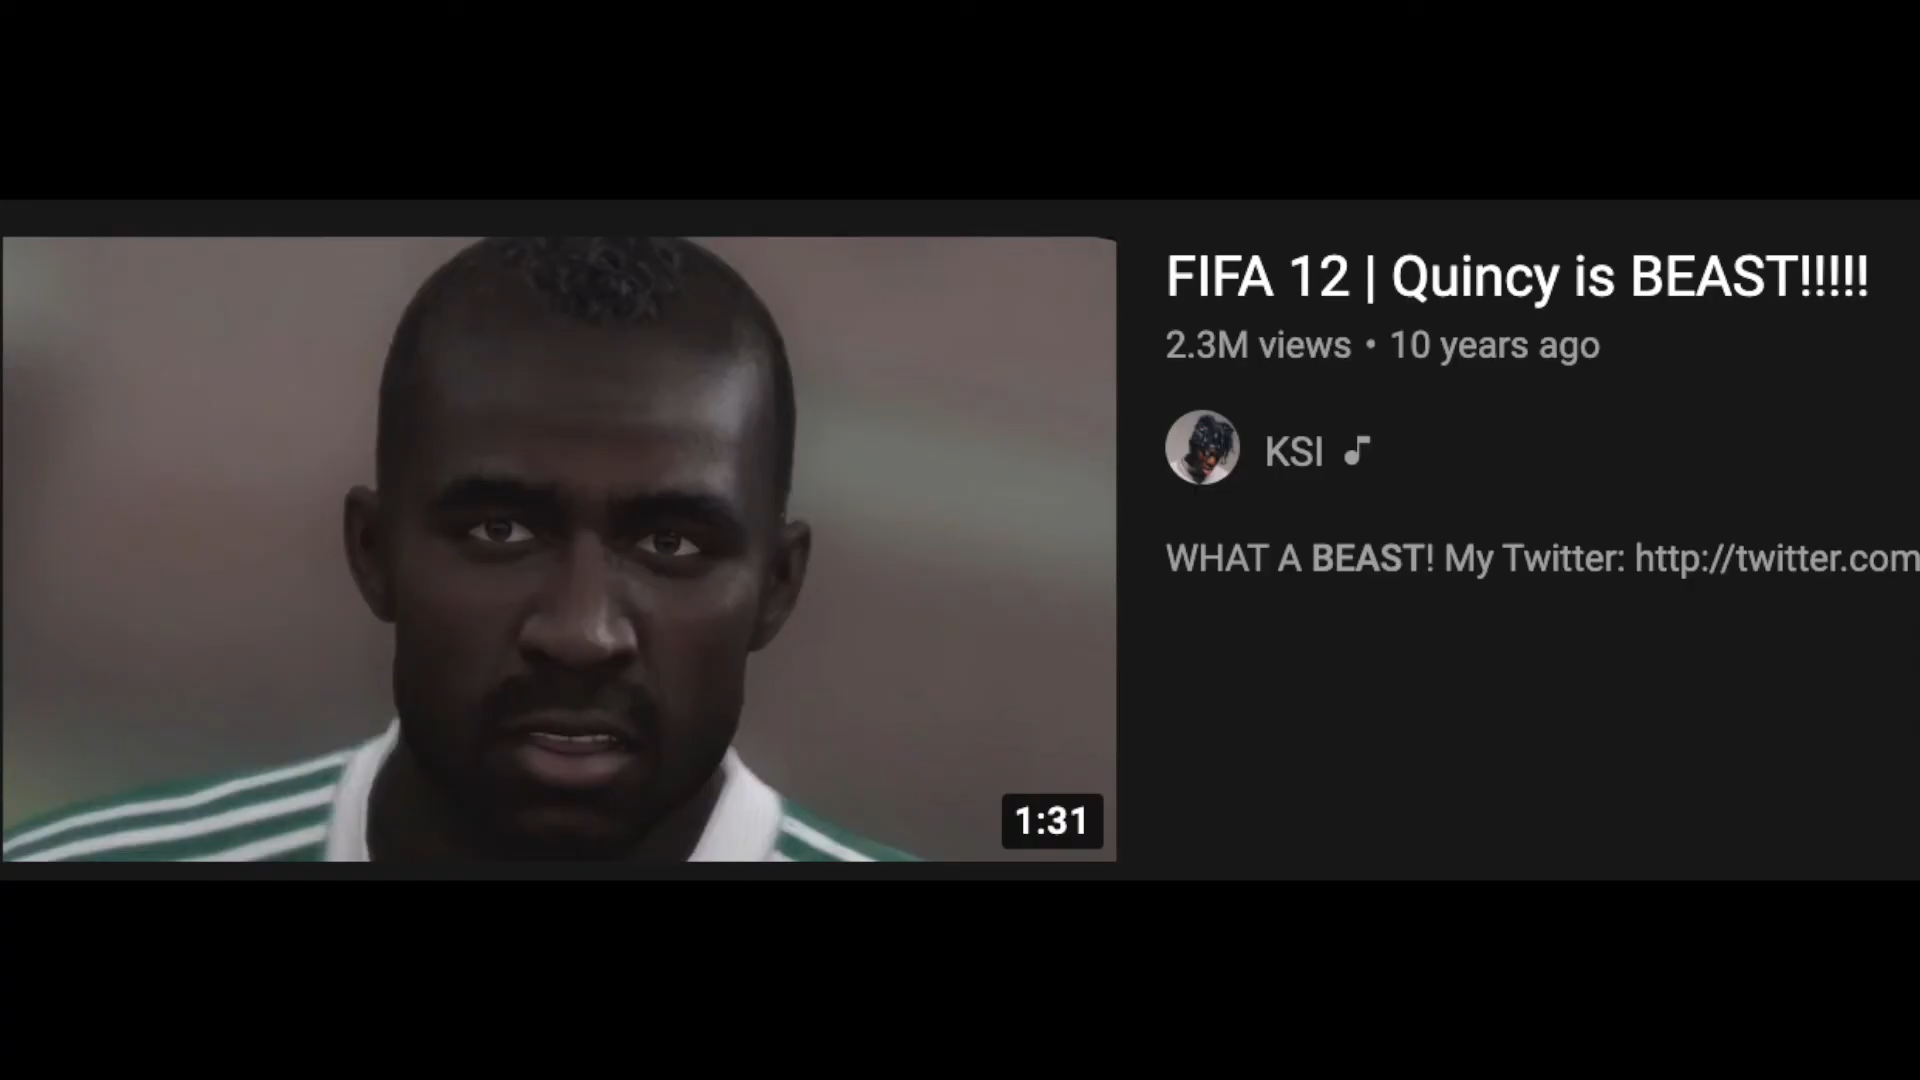 FIFA 12 | Quincy is BEAST!!!!!
2.3M views • 10 years ago
KSI
WHAT A BEAST! My Twitter: http://twitter.com
1:31